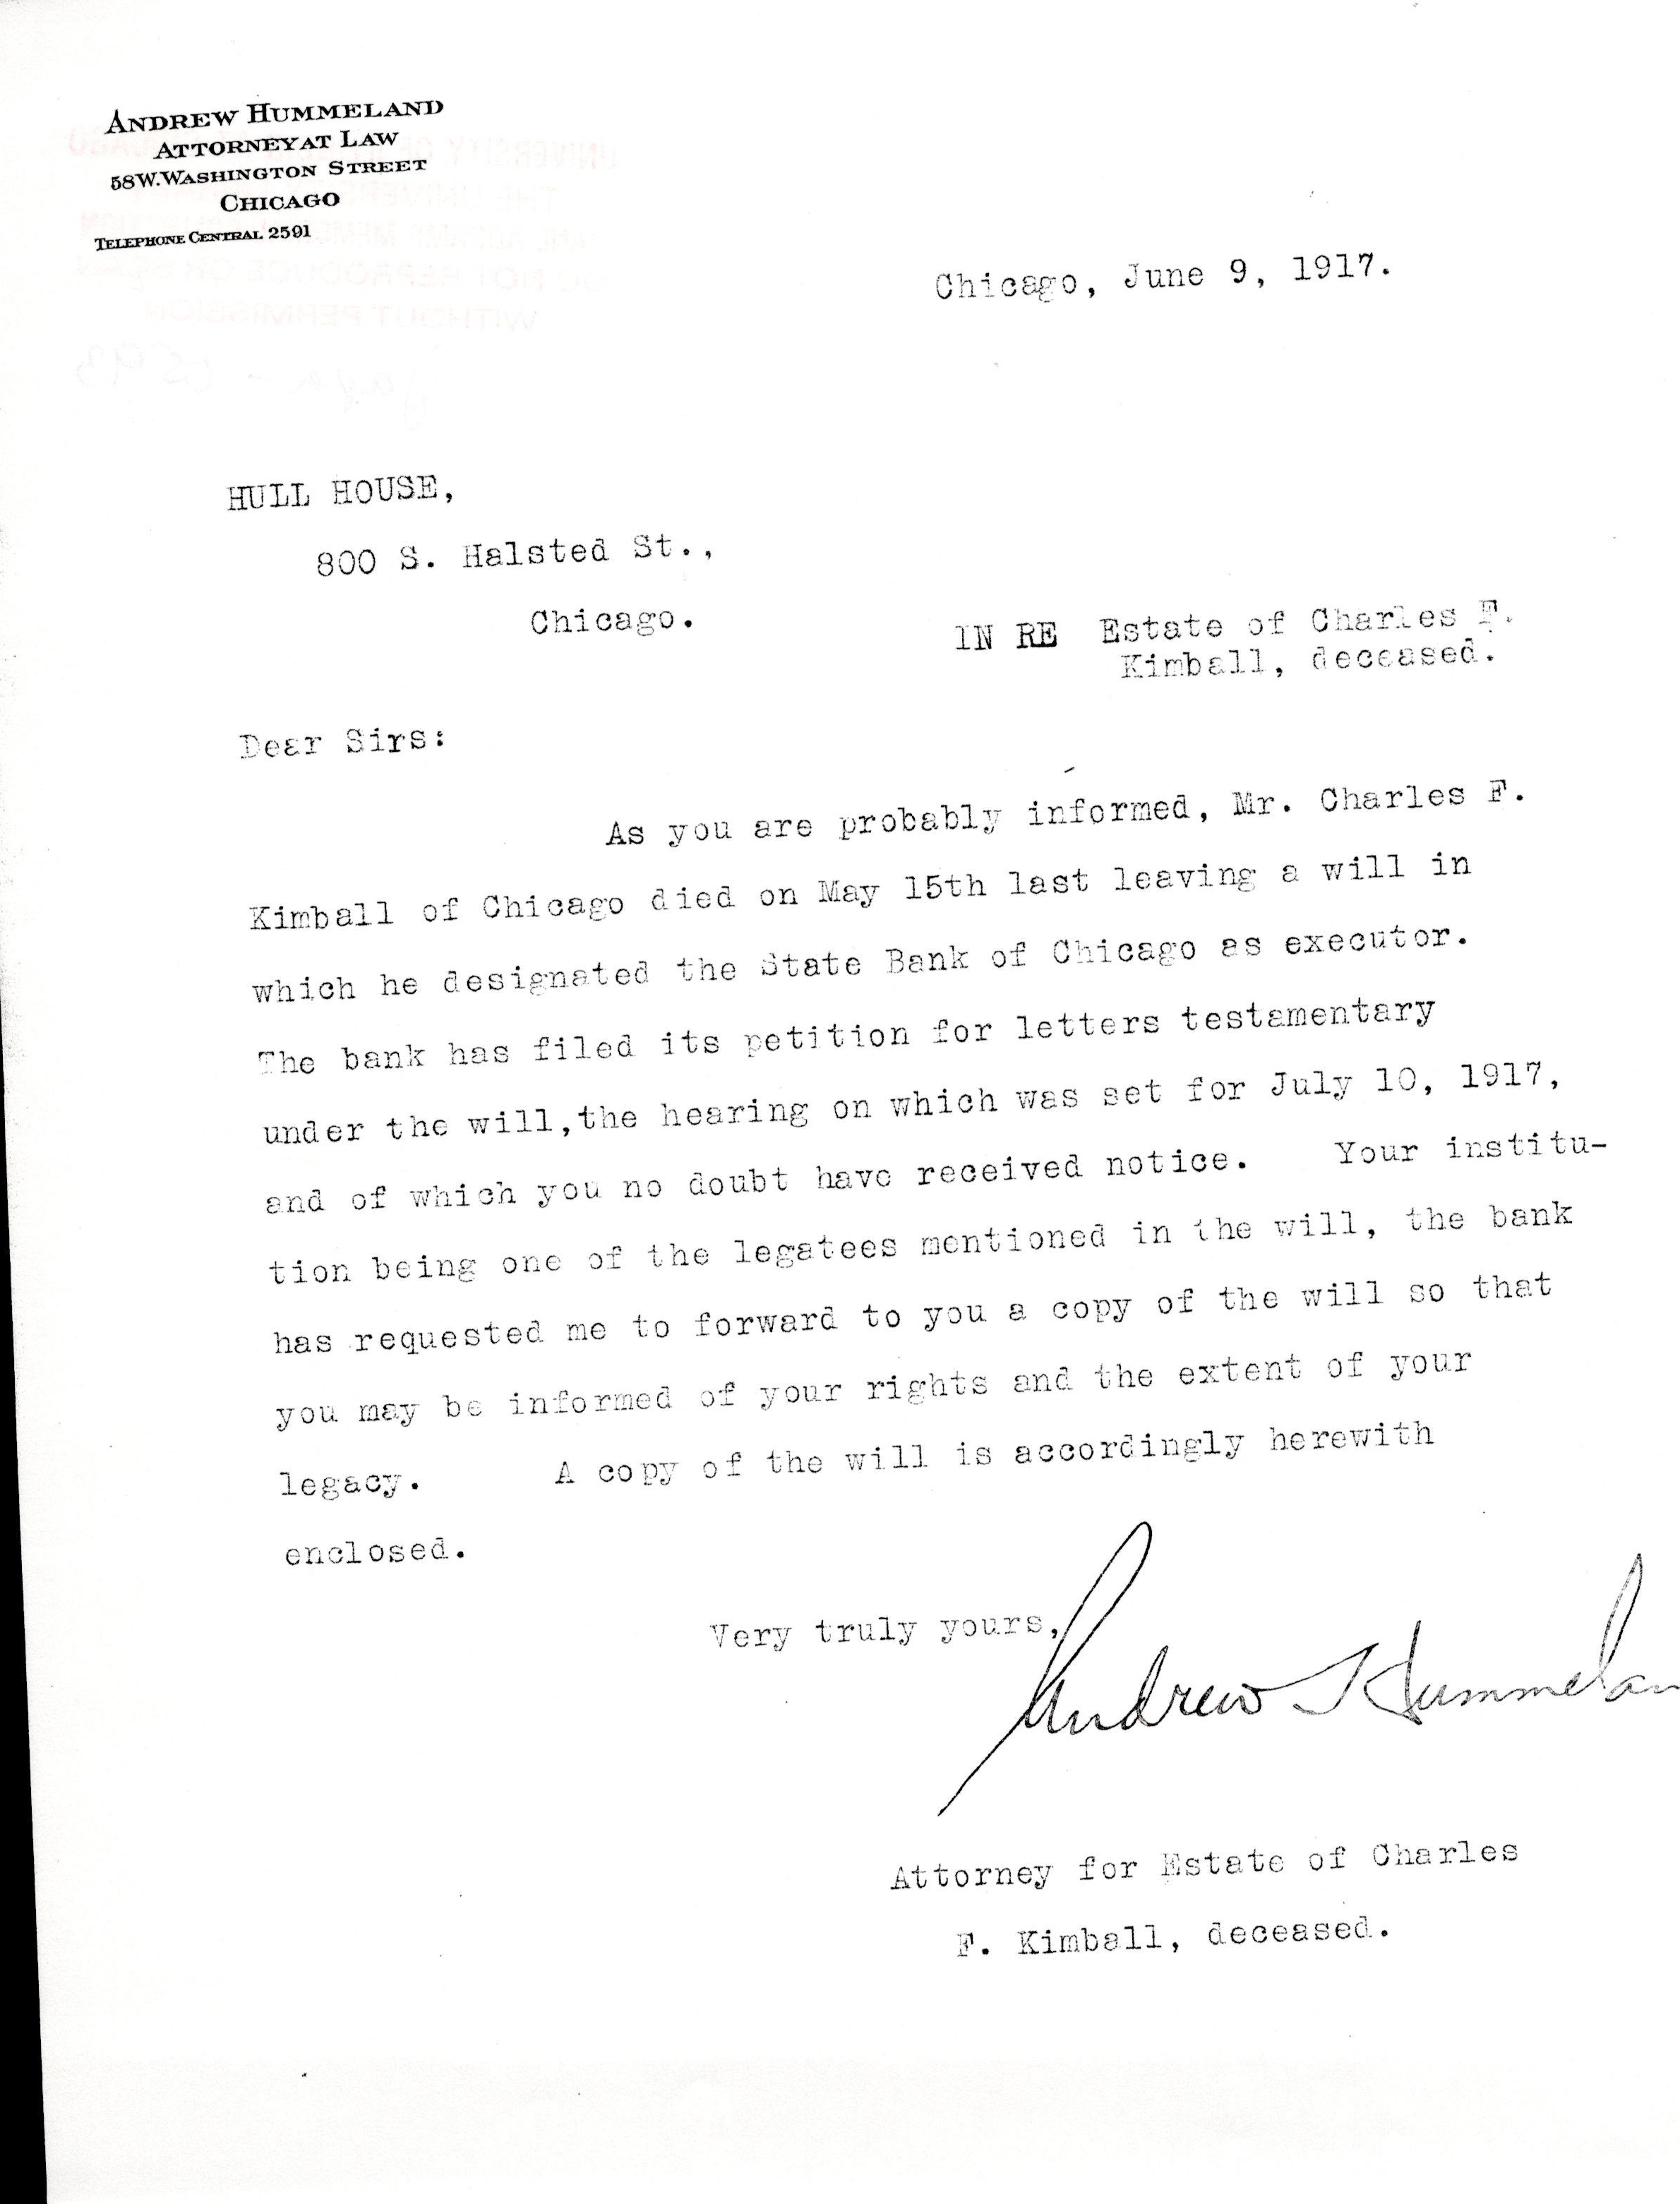 ANDREW HUMMELAND
ATTORNEY AT LAW
58 W. WASHINGTON STREET
CHICAGO
TELEPHONE CENTRAL 2591
Chicago, June 9, 1917.
HULL HOUSE,
800 S. Halsted St.,
Chicago.
IN RE Estate of Charles F.
Kimball, deceased.
Dear Sirs:
As you are probably informed, Mr. Charles F.
Kimball of Chicago died on May 15th last leaving a will in
which he designated the State Bank of Chicago as executor.
The bank has filed its petition for letters testamentary
under the will, the hearing on which was set for July 10, 1917,
and of which you no doubt have received notice. Your institu-
tion being one of the legatees mentioned in the will, the bank
has requested me to forward to you a copy of the will so that
you may be informed of your rights and the extent of your
legacy. A copy of the will is accordingly herewith
enclosed.
Very truly yours,
Andrew Hummelan
Attorney for Estate of Charles
F. Kimball, deceased.